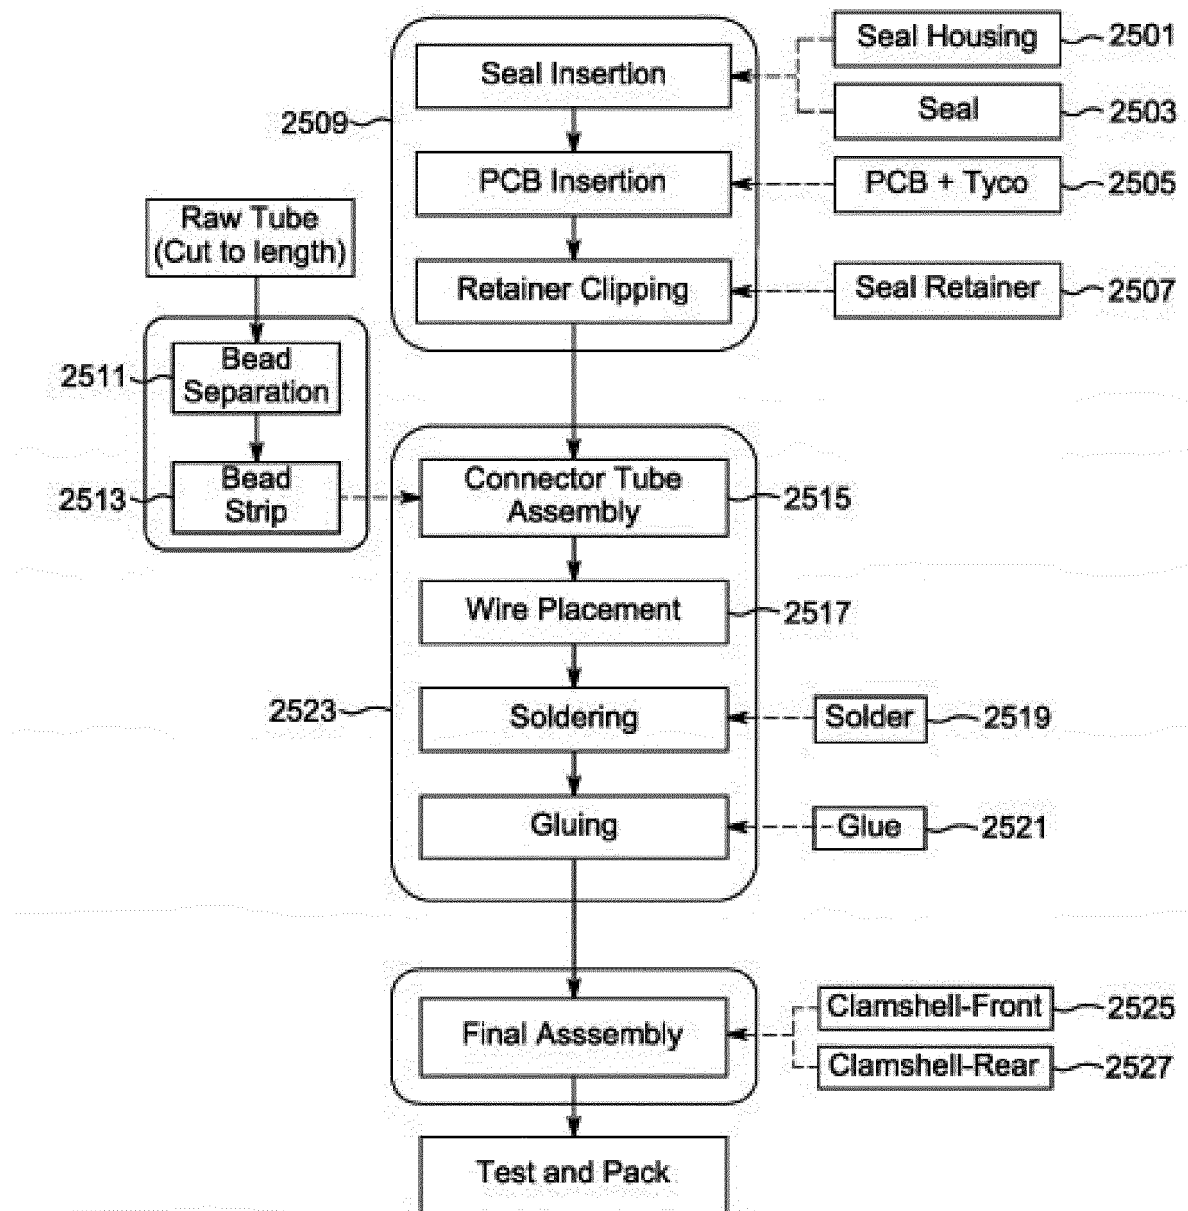 Seal Insertion
Seal Housing
2501
Seal
2503
2509
PCB Insertion
PCB + Tyco
2505
Raw Tube
(Cut to length)
Retainer Clipping
Seal Retainer
2507
2511
Bead
Separation
2513
Bead
Strip
Connector Tube
Assembly
2515
Wire Placement
2517
2523
Soldering
Solder
2519
Gluing
Glue
2521
Final Asssembly
Clamshell-Front
2525
Clamshell-Rear
2527
Test and Pack